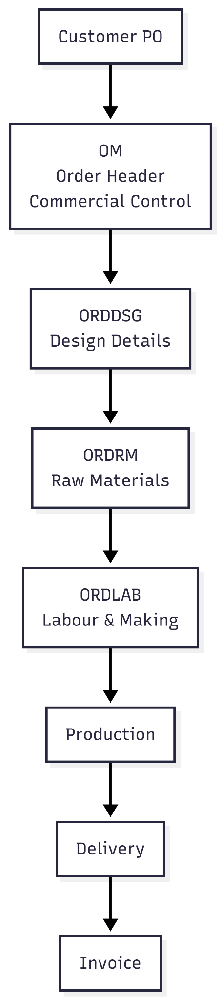 Customer PO
OM
Order Header
Commercial Control
ORDDSG
Design Details
ORDRM
Raw Materials
ORDLAB
Labour & Making
Production
Delivery
Invoice